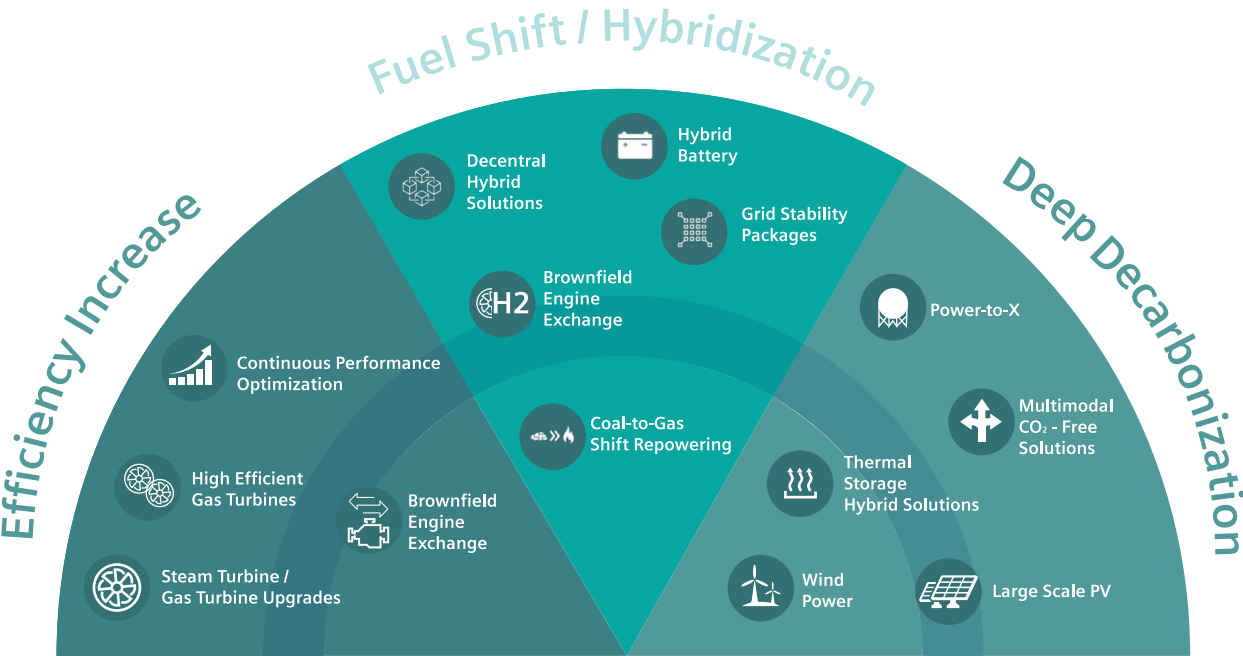 Fuel Shift / Hybridization
Efficiency Increase
Deep Decarbonization
Continuous Performance
Optimization
High Efficient
Gas Turbines
Steam Turbine /
Gas Turbine Upgrades
Brownfield
Engine
Exchange
Decentral
Hybrid
Solutions
Hybrid
Battery
Grid Stability
Packages
H2
Brownfield
Engine
Exchange
Coal-to-Gas
Shift Repowering
Power-to-X
Multimodal
CO₂ - Free
Solutions
Thermal
Storage
Hybrid Solutions
Wind
Power
Large Scale PV